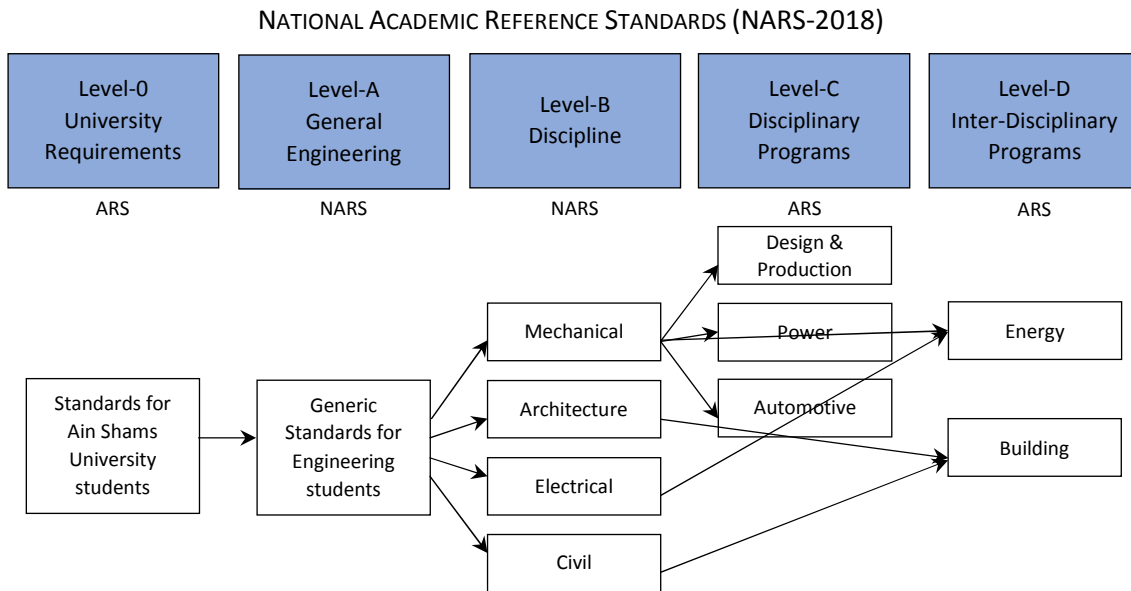 NATIONAL ACADEMIC REFERENCE STANDARDS (NARS-2018)
Level-0
University
Requirements
Level-A
General
Engineering
Level-B
Discipline
Level-C
Disciplinary
Programs
Level-D
Inter-Disciplinary
Programs
ARS
NARS
NARS
ARS
ARS
Standards for
Ain Shams
University
students
Generic
Standards for
Engineering
students
Mechanical
Architecture
Electrical
Civil
Design &
Production
Power
Automotive
Energy
Building